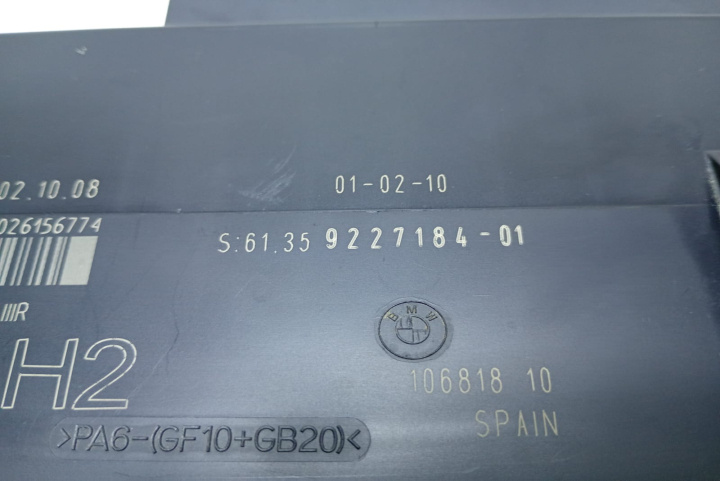 02.10.08
01-02-10
026156774
S:61.35 9227184-01
IIIR
BMW
H2
106818 10
SPAIN
>PA6-(GF10+GB20)<